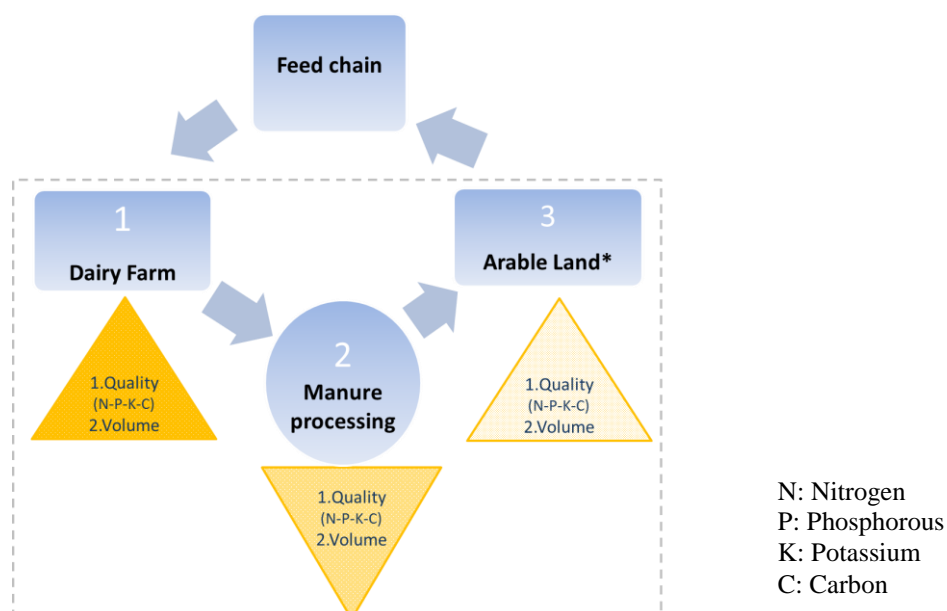 Feed chain
1
Dairy Farm
3
Arable Land*
2
Manure
processing
1.Quality
(N-P-K-C)
2.Volume
1.Quality
(N-P-K-C)
2.Volume
1.Quality
(N-P-K-C)
2.Volume
N: Nitrogen
P: Phosphorous
K: Potassium
C: Carbon